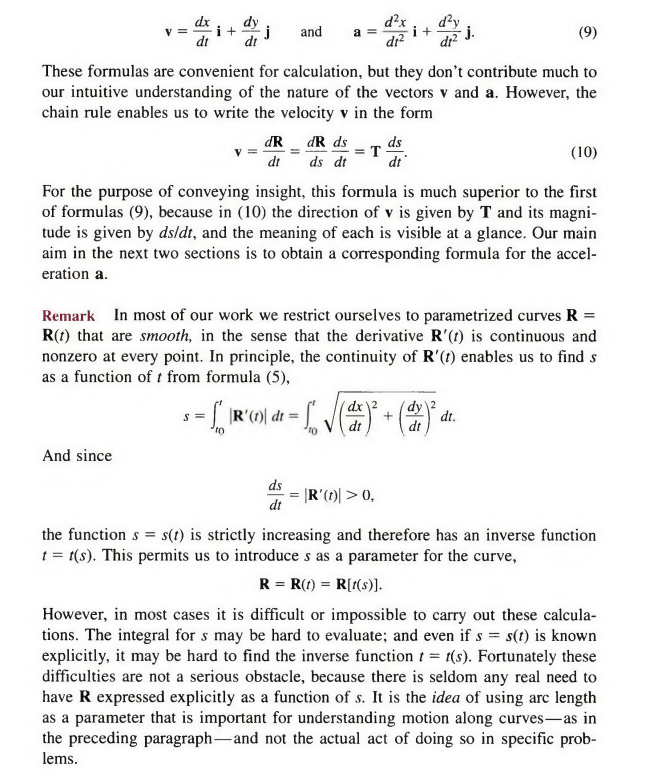 v = dx/dt i + dy/dt j and a = d²x/dt² i + d²y/dt² j. (9)
These formulas are convenient for calculation, but they don't contribute much to
our intuitive understanding of the nature of the vectors v and a. However, the
chain rule enables us to write the velocity v in the form
v = dR/dt = dR/ds ds/dt = T ds/dt. (10)
For the purpose of conveying insight, this formula is much superior to the first
of formulas (9), because in (10) the direction of v is given by T and its magni-
tude is given by ds/dt, and the meaning of each is visible at a glance. Our main
aim in the next two sections is to obtain a corresponding formula for the accel-
eration a.
Remark In most of our work we restrict ourselves to parametrized curves R =
R(t) that are smooth, in the sense that the derivative R'(t) is continuous and
nonzero at every point. In principle, the continuity of R'(t) enables us to find s
as a function of t from formula (5),
s = ∫_{t0}^{t} |R'(t)| dt = ∫_{t0}^{t} √((dx/dt)² + (dy/dt)²) dt.
And since
ds/dt = |R'(t)| > 0,
the function s = s(t) is strictly increasing and therefore has an inverse function
t = t(s). This permits us to introduce s as a parameter for the curve,
R = R(t) = R[t(s)].
However, in most cases it is difficult or impossible to carry out these calcula-
tions. The integral for s may be hard to evaluate; and even if s = s(t) is known
explicitly, it may be hard to find the inverse function t = t(s). Fortunately these
difficulties are not a serious obstacle, because there is seldom any real need to
have R expressed explicitly as a function of s. It is the idea of using arc length
as a parameter that is important for understanding motion along curves—as in
the preceding paragraph—and not the actual act of doing so in specific prob-
lems.